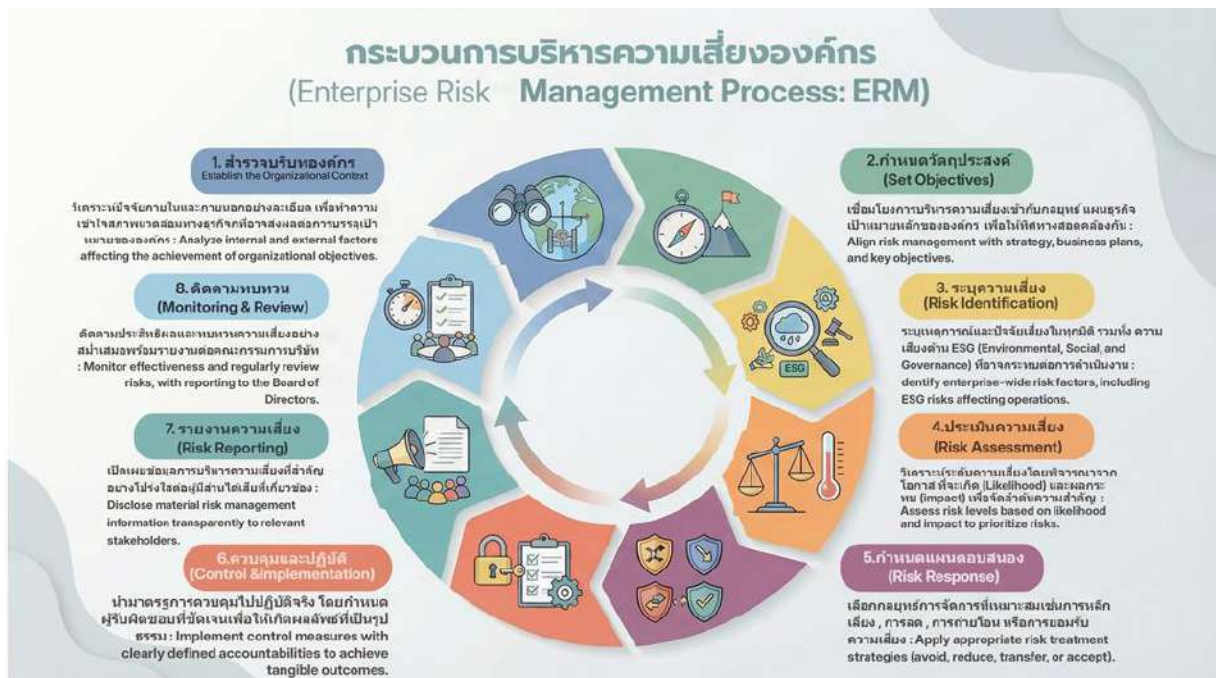 กระบวนการบริหารความเสี่ยงองค์กร
(Enterprise Risk Management Process: ERM)
1. สำรวจบริบทองค์กร
Establish the Organizational Context
วิเคราะห์ปัจจัยภายในและภายนอกอย่างละเอียด เพื่อทำความ
เข้าใจสภาพแวดล้อมทางธุรกิจที่อาจส่งผลต่อการบรรลุเป้า
หมายขององค์กร : Analyze internal and external factors
affecting the achievement of organizational objectives.
2.กำหนดวัตถุประสงค์
(Set Objectives)
เชื่อมโยงการบริหารความเสี่ยงเข้ากับกลยุทธ์ แผนธุรกิจ
เป้าหมายหลักขององค์กร เพื่อให้ทิศทางสอดคล้องกัน :
Align risk management with strategy, business plans,
and key objectives.
3. ระบุความเสี่ยง
(Risk Identification)
ระบุเหตุการณ์และปัจจัยเสี่ยงในทุกมิติ รวมทั้ง ความ
เสี่ยงด้าน ESG (Environmental, Social, and
Governance) ที่อาจกระทบต่อการดำเนินงาน :
dentify enterprise-wide risk factors, including
ESG risks affecting operations.
ESG
4.ประเมินความเสี่ยง
(Risk Assessment)
วิเคราะห์ระดับความเสี่ยงโดยพิจารณาจาก
โอกาส ที่จะเกิด (Likelihood) และผลกระ
ทบ (impact) เพื่อจัดลำดับความสำคัญ :
Assess risk levels based on likelihood
and impact to prioritize risks.
5.กำหนดแผนตอบสนอง
(Risk Response)
เลือกกลยุทธ์การจัดการที่เหมาะสมเช่นการหลีก
เลี่ยง , การลด , การถ่ายโอน หรือการยอมรับ
ความเสี่ยง : Apply appropriate risk treatment
strategies (avoid, reduce, transfer, or accept).
6.ควบคุมและปฏิบัติ
(Control &Implementation)
นำมาตรการควบคุมไปปฏิบัติจริง โดยกำหนด
ผู้รับผิดชอบที่ชัดเจนเพื่อให้เกิดผลลัพธ์ที่เป็นรูป
ธรรม : Implement control measures with
clearly defined accountabilities to achieve
tangible outcomes.
7. รายงานความเสี่ยง
(Risk Reporting)
เปิดเผยข้อมูลการบริหารความเสี่ยงที่สำคัญ
อย่างโปร่งใสต่อผู้มีส่วนได้เสียที่เกี่ยวข้อง :
Disclose material risk management
information transparently to relevant
stakeholders.
8.ติดตามทบทวน
(Monitoring & Review)
ติดตามประสิทธิผลและทบทวนความเสี่ยงอย่าง
สม่ำเสมอพร้อมรายงานต่อคณะกรรมการบริษัท
: Monitor effectiveness and regularly review
risks, with reporting to the Board of
Directors.